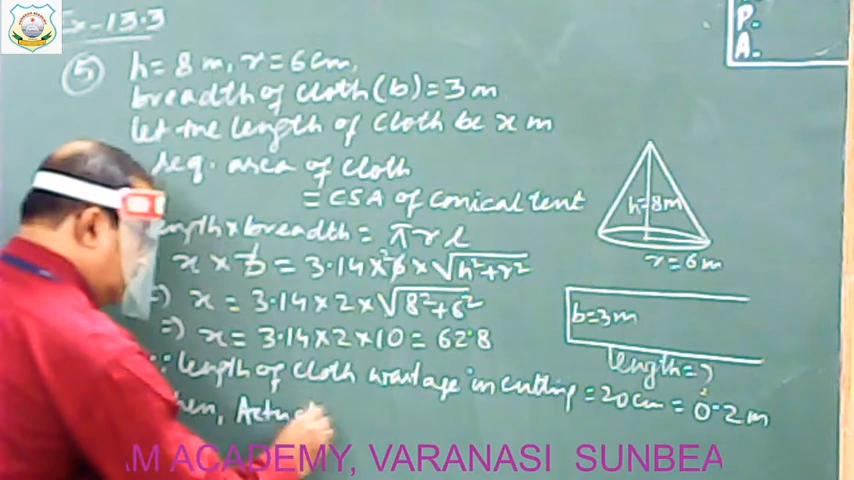 Ex-13.3
P.
A.
⑤ h = 8 m, r = 6 cm,
breadth of cloth (b) = 3 m
let the length of cloth be x m
req. area of cloth
= CSA of conical tent
length × breadth = π r l
x × 3 = 3.14 × 6 × √h²+r²
⇒) x = 3.14 × 2 × √8²+6²
⇒) x = 3.14 × 2 × 10 = 62.8
∵ length of cloth wastage in cutting = 20 cm = 0.2 m
then, Actua
h=8m
r=6m
b=3m
length=?
AM ACADEMY, VARANASI SUNBEA